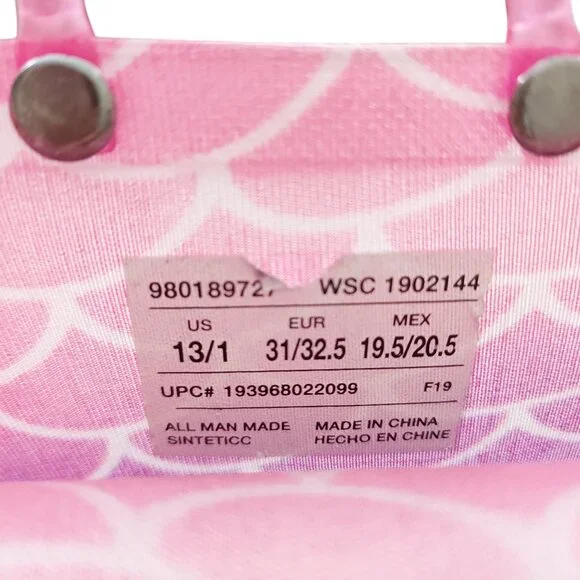 980189727 WSC 1902144
US EUR MEX
13/1 31/32.5 19.5/20.5
UPC# 193968022099 F19
ALL MAN MADE MADE IN CHINA
SINTETICC HECHO EN CHINE